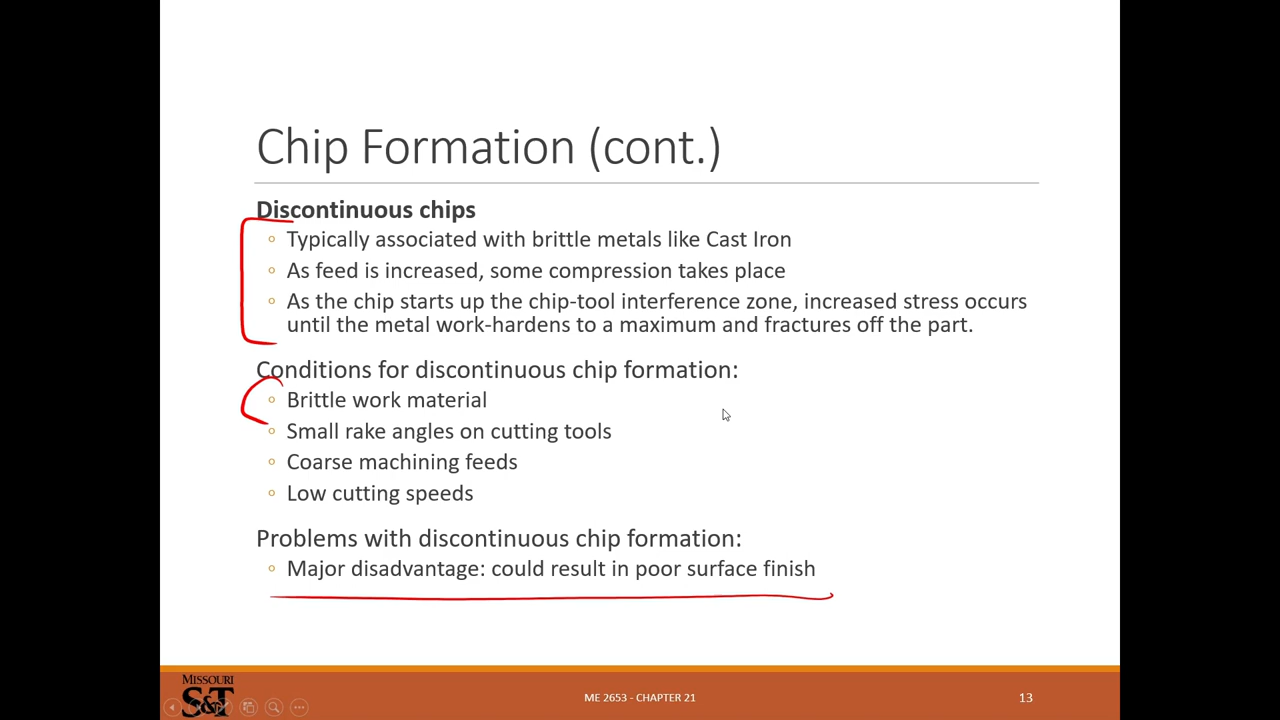 Chip Formation (cont.)
Discontinuous chips
Typically associated with brittle metals like Cast Iron
As feed is increased, some compression takes place
As the chip starts up the chip-tool interference zone, increased stress occurs
until the metal work-hardens to a maximum and fractures off the part.
Conditions for discontinuous chip formation:
Brittle work material
Small rake angles on cutting tools
Coarse machining feeds
Low cutting speeds
Problems with discontinuous chip formation:
Major disadvantage: could result in poor surface finish
MISSOURI
S&T
ME 2653 - CHAPTER 21
13